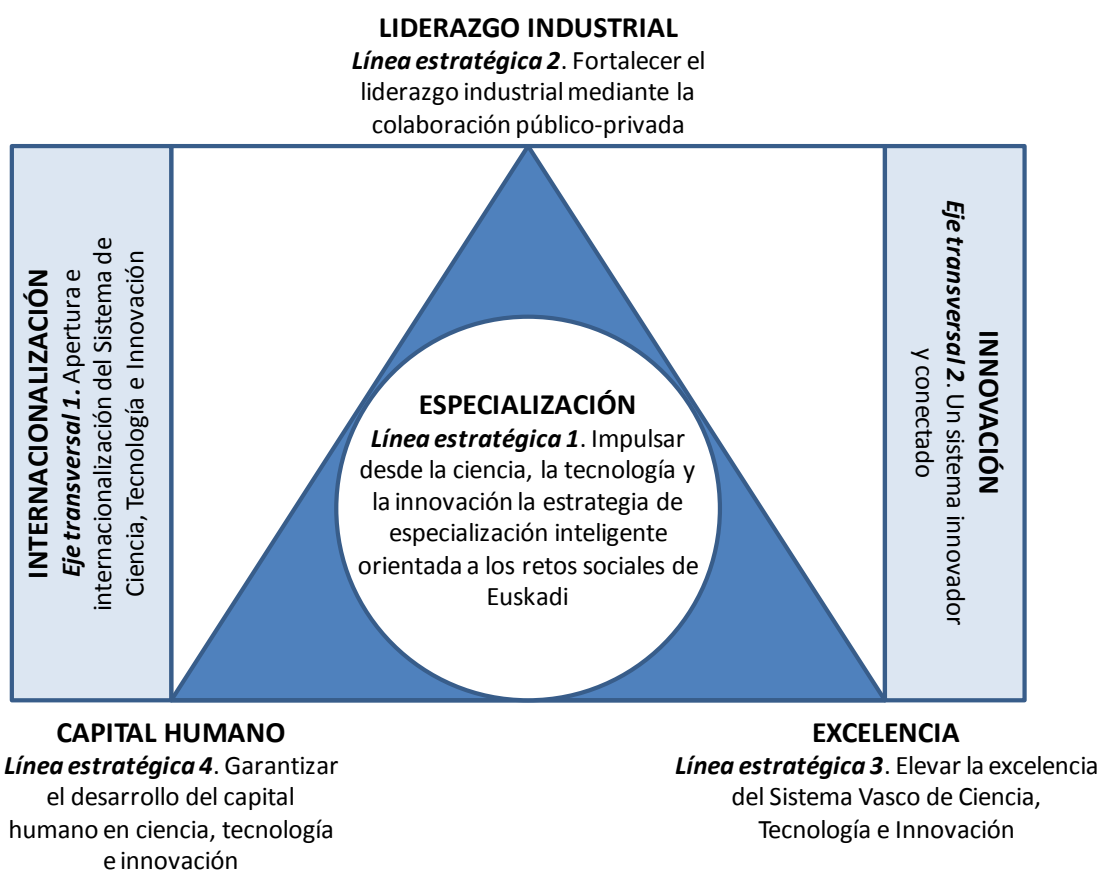 LIDERAZGO INDUSTRIAL
Línea estratégica 2. Fortalecer el
liderazgo industrial mediante la
colaboración público-privada
INTERNACIONALIZACIÓN
Eje transversal 1. Apertura e
internacionalización del Sistema de
Ciencia, Tecnología e Innovación
ESPECIALIZACIÓN
Línea estratégica 1. Impulsar
desde la ciencia, la tecnología y
la innovación la estrategia de
especialización inteligente
orientada a los retos sociales de
Euskadi
INNOVACIÓN
Eje transversal 2. Un sistema innovador
y conectado
CAPITAL HUMANO
Línea estratégica 4. Garantizar
el desarrollo del capital
humano en ciencia, tecnología
e innovación
EXCELENCIA
Línea estratégica 3. Elevar la excelencia
del Sistema Vasco de Ciencia,
Tecnología e Innovación